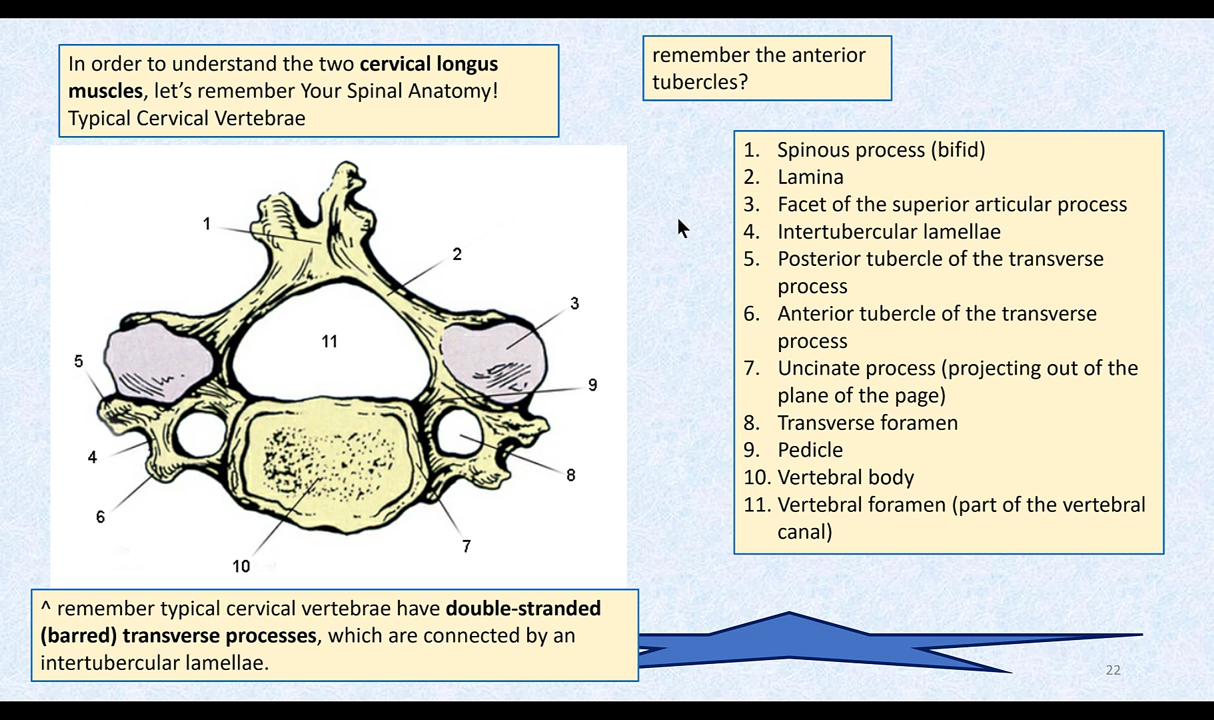 In order to understand the two cervical longus
muscles, let’s remember Your Spinal Anatomy!
Typical Cervical Vertebrae
remember the anterior
tubercles?
1
2
3
11
5
9
4
8
6
7
10
1. Spinous process (bifid)
2. Lamina
3. Facet of the superior articular process
4. Intertubercular lamellae
5. Posterior tubercle of the transverse
process
6. Anterior tubercle of the transverse
process
7. Uncinate process (projecting out of the
plane of the page)
8. Transverse foramen
9. Pedicle
10. Vertebral body
11. Vertebral foramen (part of the vertebral
canal)
^ remember typical cervical vertebrae have double-stranded
(barred) transverse processes, which are connected by an
intertubercular lamellae.
22